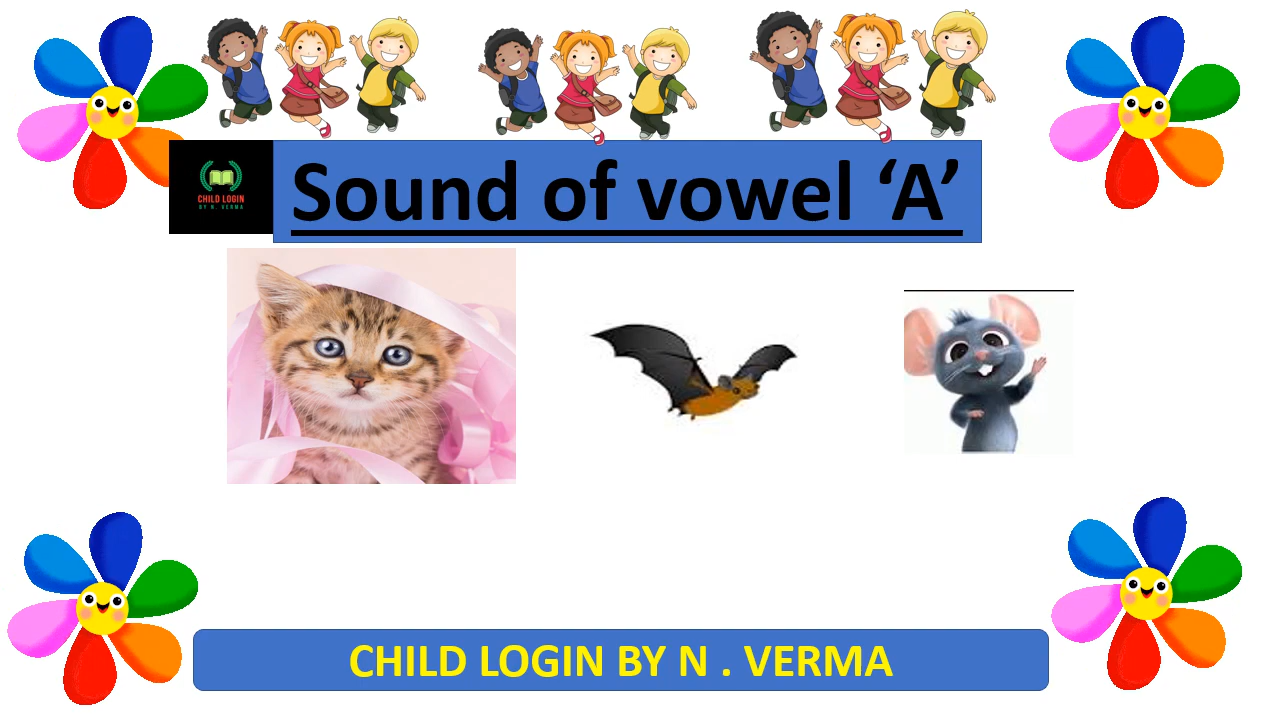 CHILD LOGIN
BY N. VERMA
Sound of vowel ‘A’
CHILD LOGIN BY N . VERMA